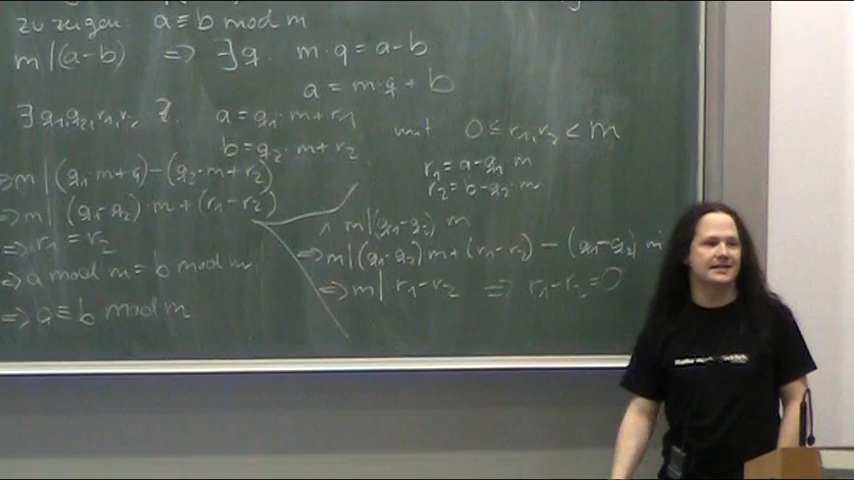 zu zeigen: a ≡ b mod m
m | (a-b) => ∃q. m·q = a-b
a = m·q + b
∃ q₁,q₂,r₁,r₂ a = q₁·m + r₁
b = q₂·m + r₂ mit 0 ≤ r₁,r₂ < m
r₁ = a-q₁·m
r₂ = b-q₂·m
=> m | (q₁·m + r₁) - (q₂·m + r₂)
=> m | (q₁-q₂)·m + (r₁-r₂)
=> r₁ = r₂
=> a mod m = b mod m
=> a ≡ b mod m
∧ m | (q₁-q₂) m
=> m | (q₁-q₂) m + (r₁-r₂) - (q₁-q₂) m
=> m | r₁-r₂ => r₁-r₂ = 0